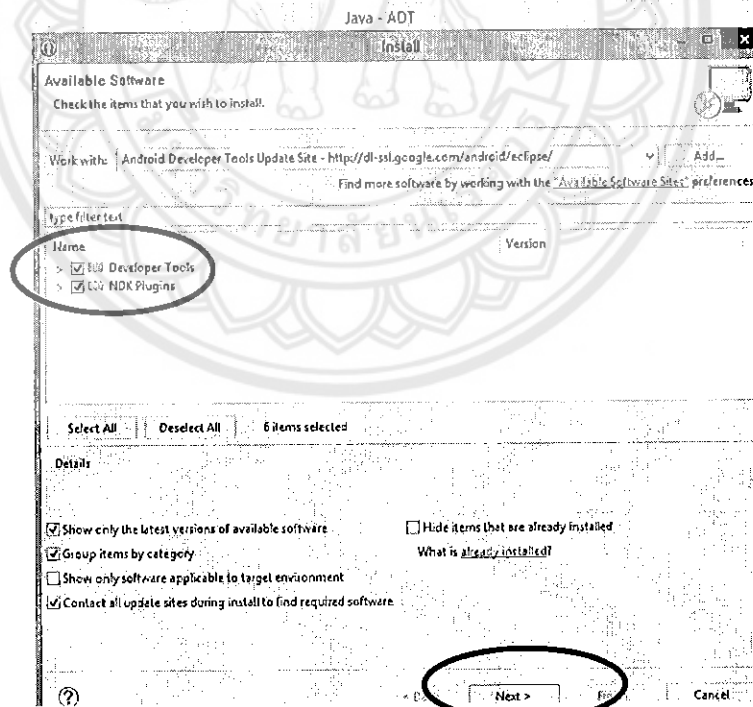 Java - ADT
Install
Available Software
Check the items that you wish to install.
Work with: Android Developer Tools Update Site - http://dl-ssl.google.com/android/eclipse/ Add...
Find more software by working with the "Available Software Sites" preferences
type filter text
Name Version
Developer Tools
NDK Plugins
Select All Deselect All 6 items selected
Details
Show only the latest versions of available software Hide items that are already installed
Group items by category What is already installed?
Show only software applicable to target environment
Contact all update sites during install to find required software
? Next > Cancel